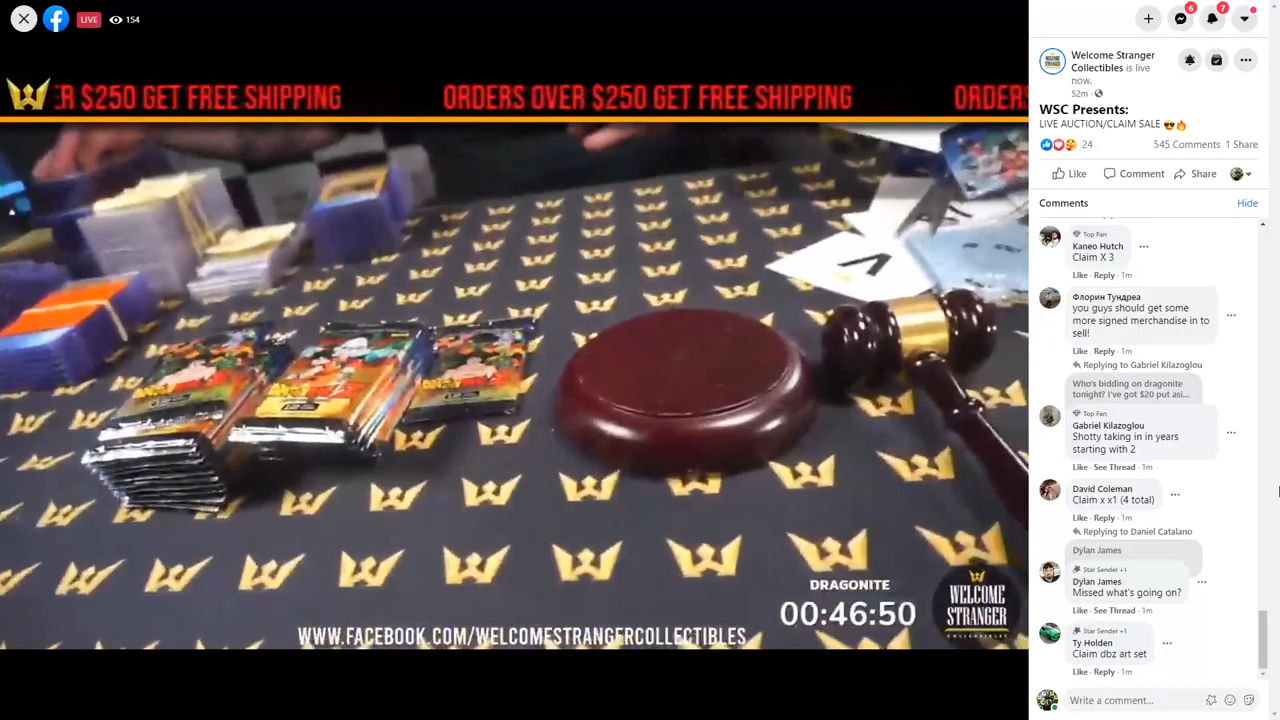 LIVE
154
R $250 GET FREE SHIPPING
ORDERS OVER $250 GET FREE SHIPPING
ORDERS
DRAGONITE
00:46:50
WELCOME
STRANGER
COLLECTIBLES
WWW.FACEBOOK.COM/WELCOMESTRANGERCOLLECTIBLES
6
7
Welcome Stranger
Collectibles is live
now.
52m ·
WSC Presents:
LIVE AUCTION/CLAIM SALE 😎🔥
24
545 Comments 1 Share
Like Comment Share
Comments
Hide
Top Fan
Kaneo Hutch
Claim X 3
Like · Reply · 1m
Флорин Тундреа
you guys should get some
more signed merchandise in to
sell!
Like · Reply · 1m
Replying to Gabriel Kilazoglou
Who's bidding on dragonite
tonight? I've got $20 put asi...
Top Fan
Gabriel Kilazoglou
Shotty taking in in years
starting with 2
Like · See Thread · 1m
David Coleman
Claim x x1 (4 total)
Like · Reply · 1m
Replying to Daniel Catalano
Dylan James
Star Sender +1
Dylan James
Missed what's going on?
Like · See Thread · 1m
Star Sender +1
Ty Holden
Claim dbz art set
Like · Reply · 1m
Write a comment...